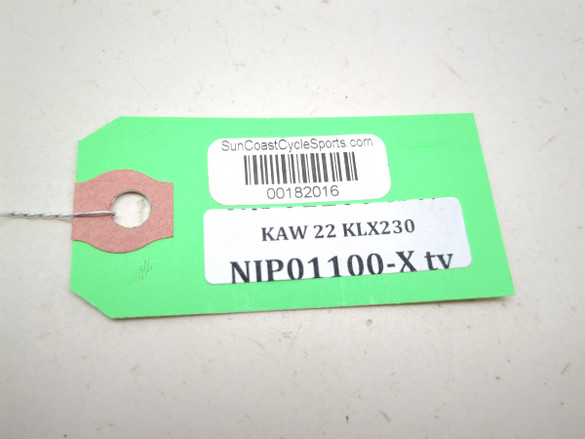 SunCoastCycleSports.com
00182016
KAW 22 KLX230
NIP01100-X tv